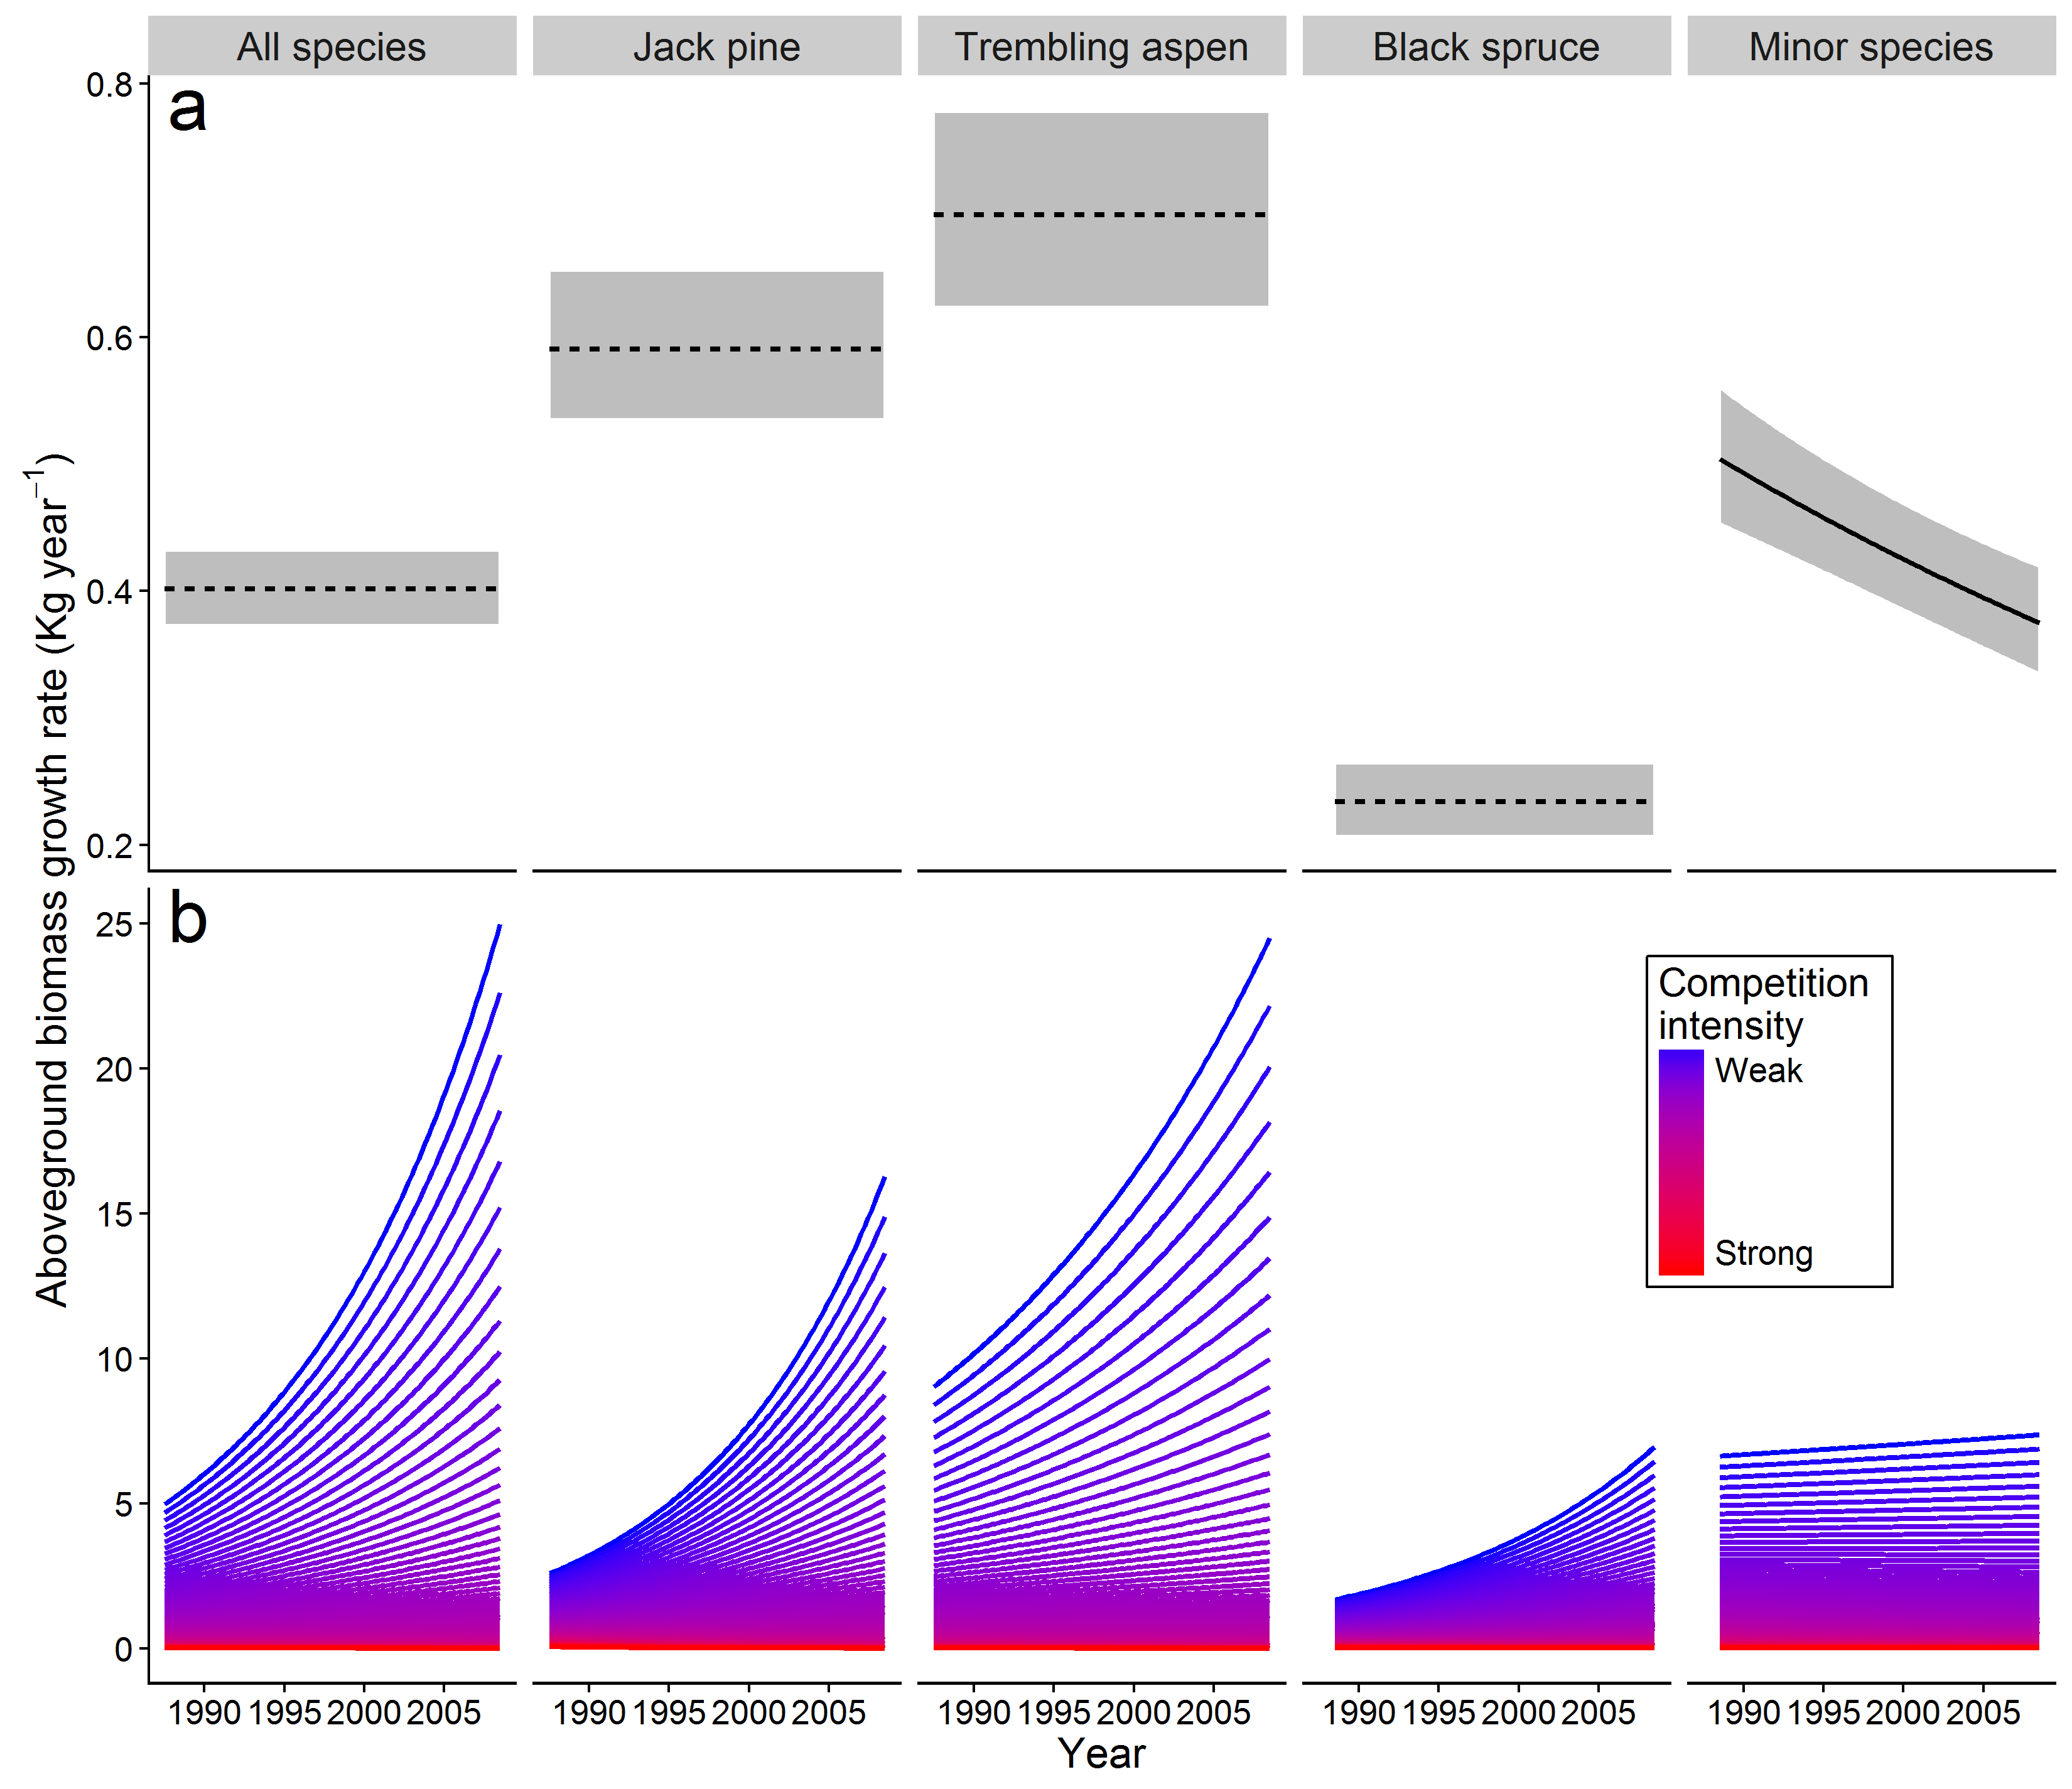 All species Jack pine Trembling aspen Black spruce Minor species
a
0.8
0.6
0.4
0.2
Aboveground biomass growth rate (Kg year⁻¹)
b
25
20
15
10
5
0
Competition
intensity
Weak
Strong
1990 1995 2000 2005 1990 1995 2000 2005 1990 1995 2000 2005 1990 1995 2000 2005 1990 1995 2000 2005
Year